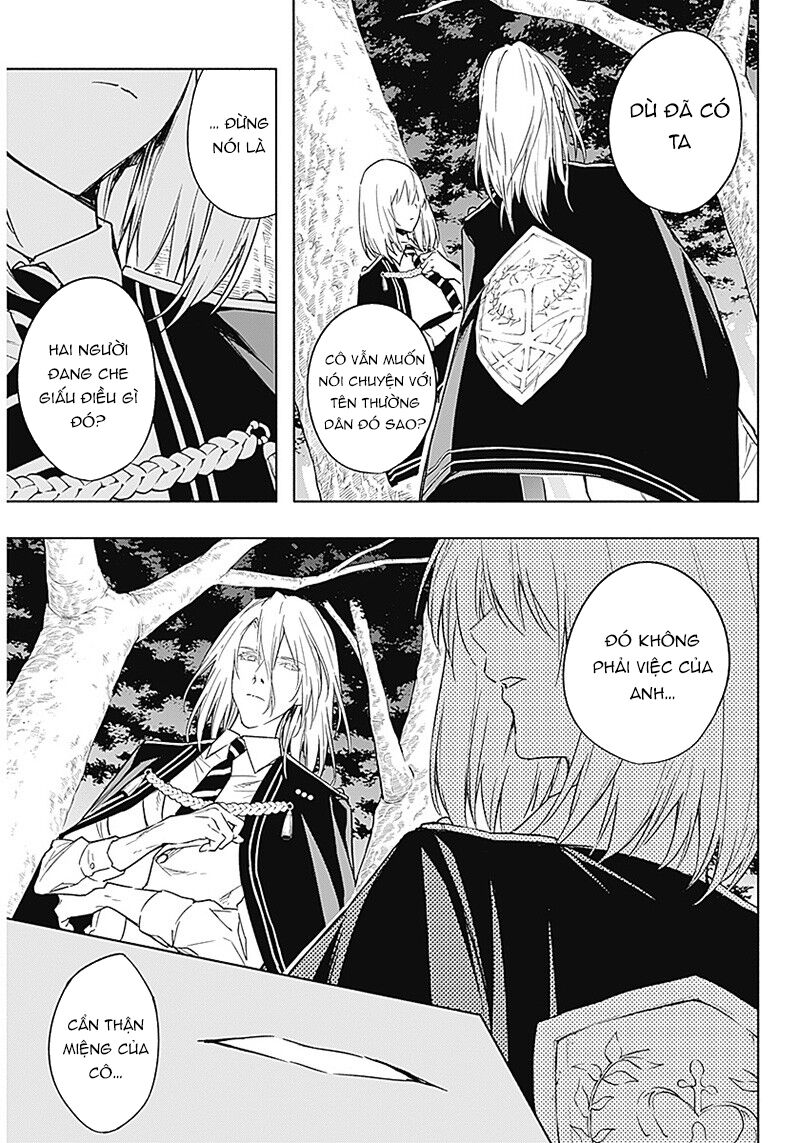 DÙ ĐÃ CÓ
TA
CÔ VẪN MUỐN
NÓI CHUYỆN VỚI
TÊN THƯỜNG
DÂN ĐÓ SAO?
... ĐỪNG
NÓI LÀ
HAI NGƯỜI
ĐANG CHE
GIẤU ĐIỀU GÌ
ĐÓ?
ĐÓ KHÔNG
PHẢI VIỆC CỦA
ANH...
CẨN THẬN
MIỆNG CỦA
CÔ...